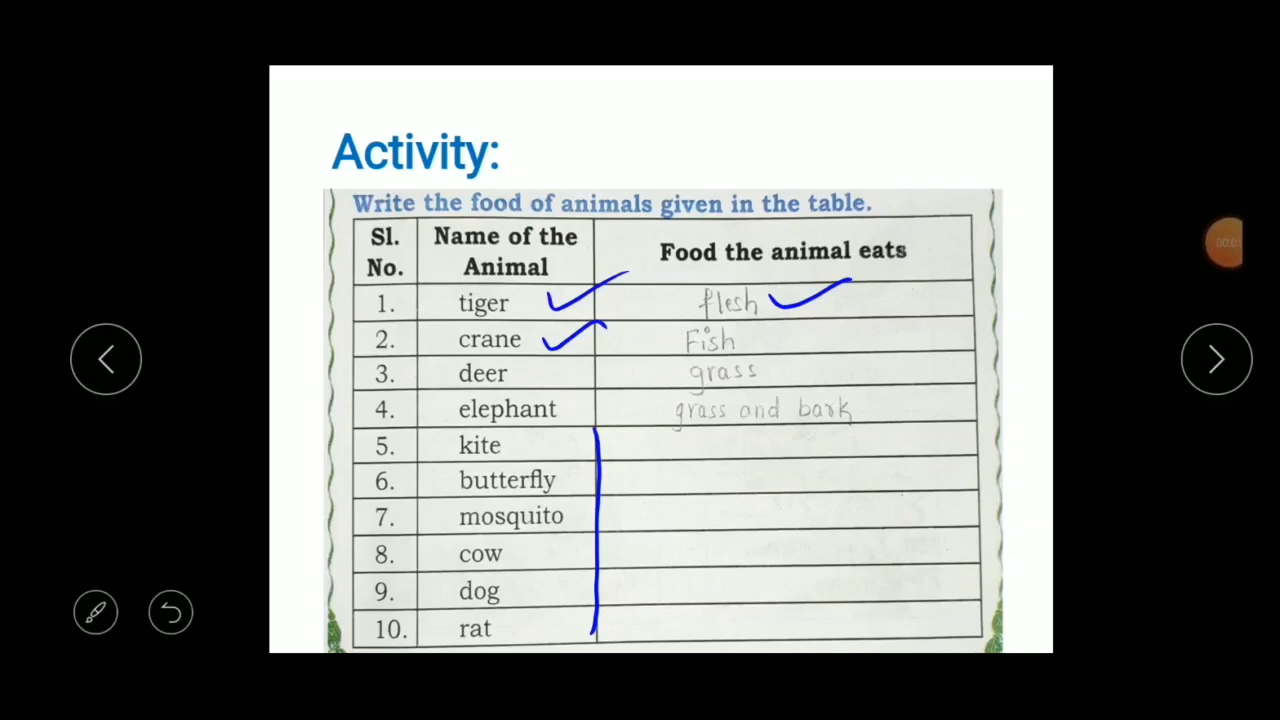 Activity:
Write the food of animals given in the table.
Sl. No. Name of the Animal Food the animal eats
1. tiger flesh
2. crane Fish
3. deer grass
4. elephant grass and bark
5. kite
6. butterfly
7. mosquito
8. cow
9. dog
10. rat